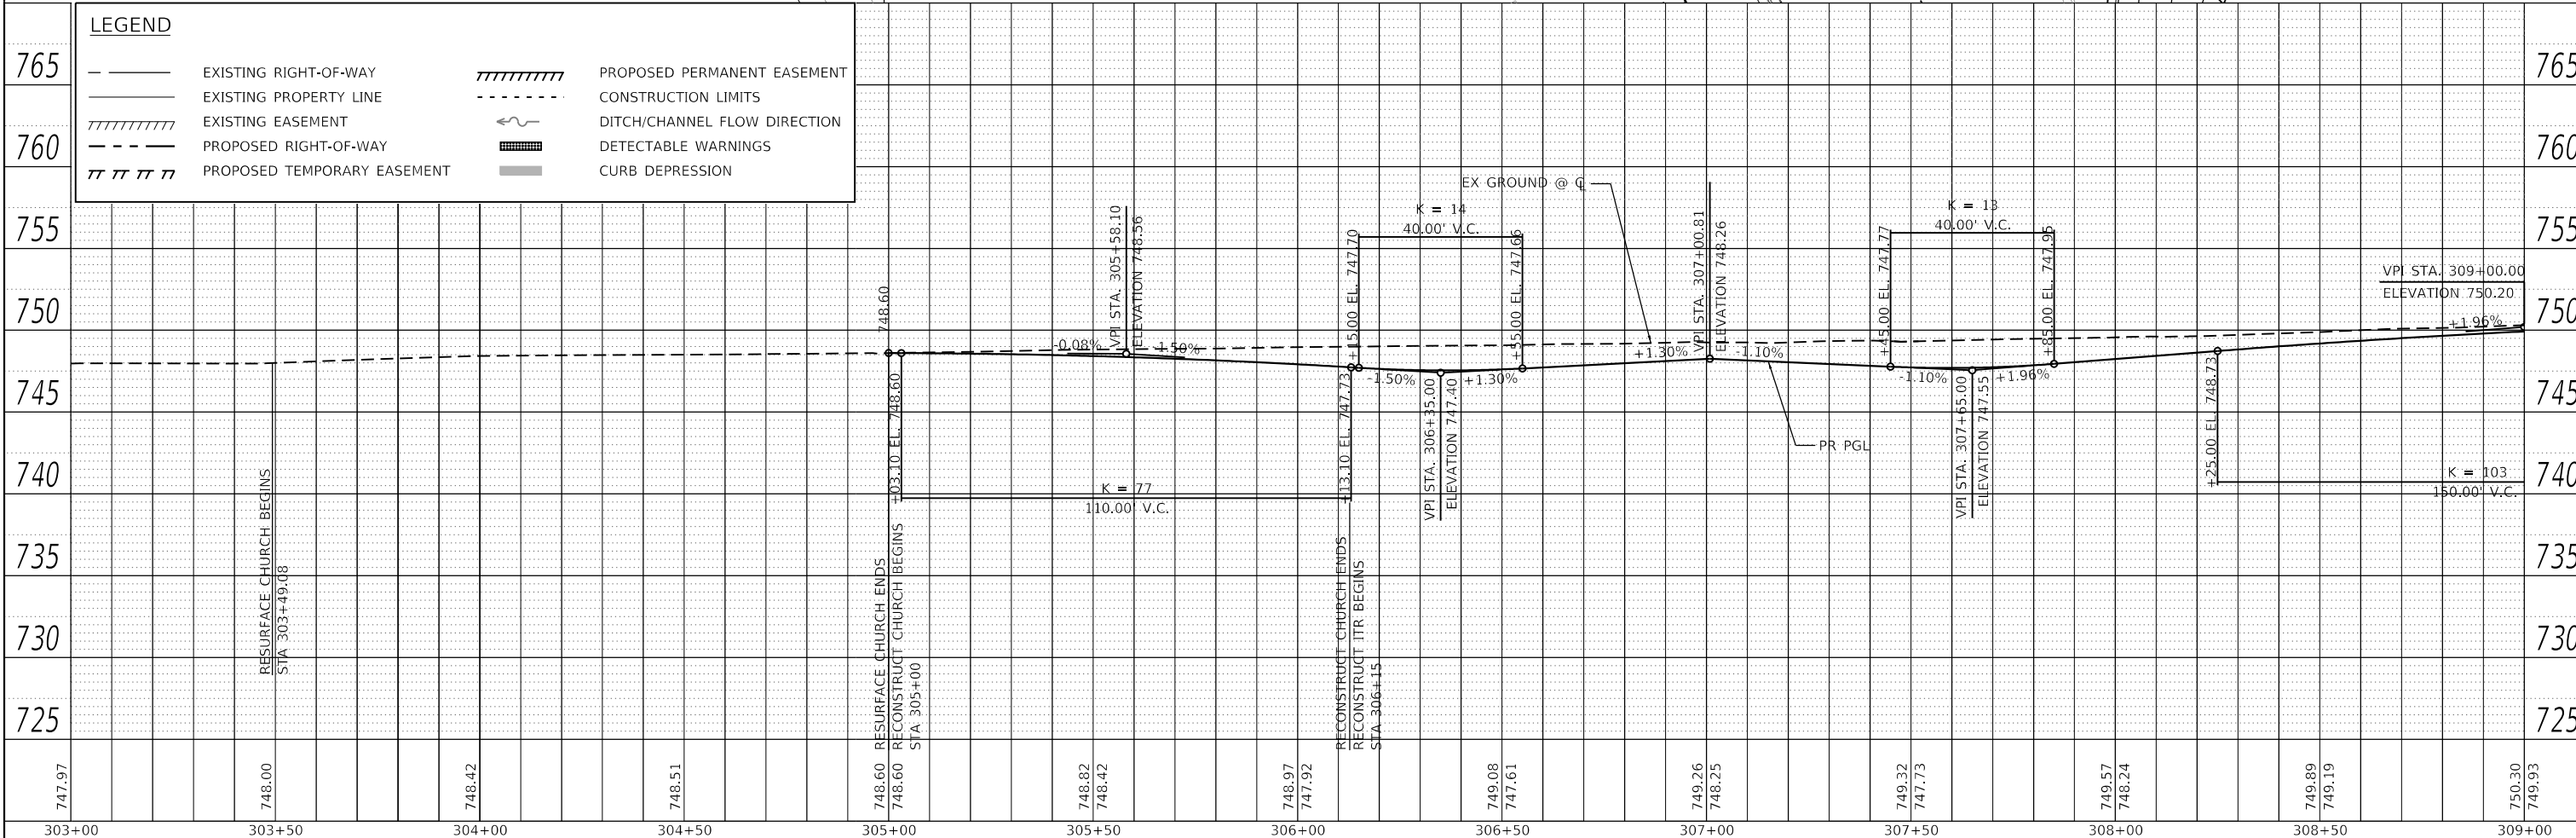 LEGEND
EXISTING RIGHT-OF-WAY
EXISTING PROPERTY LINE
EXISTING EASEMENT
PROPOSED RIGHT-OF-WAY
PROPOSED TEMPORARY EASEMENT
PROPOSED PERMANENT EASEMENT
CONSTRUCTION LIMITS
DITCH/CHANNEL FLOW DIRECTION
DETECTABLE WARNINGS
CURB DEPRESSION
765
760
755
750
745
740
735
730
725
765
760
755
750
745
740
735
730
725
RESURFACE CHURCH BEGINS
STA 303+49.08
748.60
+03.10 EL. 748.60
RESURFACE CHURCH ENDS
RECONSTRUCT CHURCH BEGINS
STA 305+00
-0.08%
VPI STA. 305+58.10
ELEVATION 748.56
-1.50%
K = 77
110.00' V.C.
+13.10 EL. 747.73
RECONSTRUCT CHURCH ENDS
RECONSTRUCT ITR BEGINS
STA 306+15
+15.00 EL. 747.70
K = 14
40.00' V.C.
+55.00 EL. 747.66
-1.50%
+1.30%
VPI STA. 306+35.00
ELEVATION 747.40
EX GROUND @ ℄
+1.30%
VPI STA. 307+00.81
ELEVATION 748.26
-1.10%
PR PGL
+45.00 EL. 747.77
K = 13
40.00' V.C.
+85.00 EL. 747.95
-1.10%
+1.96%
VPI STA. 307+65.00
ELEVATION 747.55
+25.00 EL. 748.73
VPI STA. 309+00.00
ELEVATION 750.20
+1.96%
K = 103
150.00' V.C.
747.97
748.00
748.42
748.51
748.60
748.60
748.82
748.42
748.97
747.92
749.08
747.61
749.26
748.25
749.32
747.73
749.57
748.24
749.89
749.19
750.30
749.93
303+00 303+50 304+00 304+50 305+00 305+50 306+00 306+50 307+00 307+50 308+00 308+50 309+00